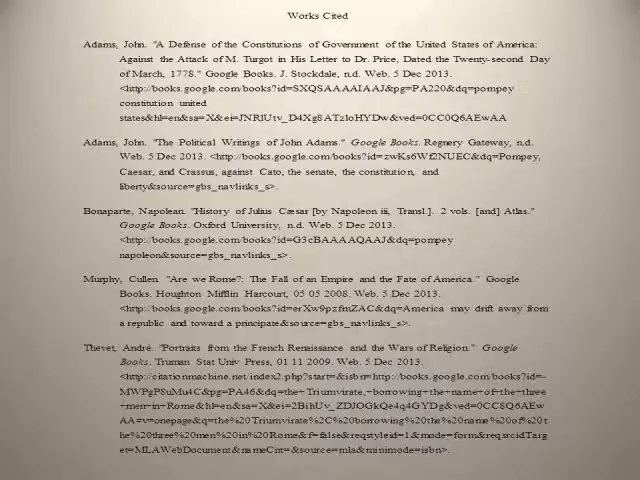 Works Cited
Adams, John. "A Defense of the Constitutions of Government of the United States of America:
Against the Attack of M. Turgot in His Letter to Dr. Price, Dated the Twenty-second Day
of March, 1778." Google Books. J. Stockdale, n.d. Web. 5 Dec 2013.
<http://books.google.com/books?id=SXQSAAAAIAAJ&pg=PA220&dq=pompey
constitution united
states&hl=en&sa=X&ei=JNRlUtv_D4Xg8ATzloHYDw&ved=0CC0Q6AEwAA
Adams, John. "The Political Writings of John Adams." Google Books. Regnery Gateway, n.d.
Web. 5 Dec 2013. <http://books.google.com/books?id=zwKs6Wf2NUEC&dq=Pompey,
Caesar, and Crassus, against Cato, the senate, the constitution, and
liberty&source=gbs_navlinks_s>.
Bonaparte, Napolean. "History of Julius Cæsar [by Napoleon iii, Transl.]. 2 vols. [and] Atlas."
Google Books. Oxford University, n.d. Web. 5 Dec 2013.
<http://books.google.com/books?id=G3cBAAAAQAAJ&dq=pompey
napoleon&source=gbs_navlinks_s>.
Murphy, Cullen. "Are we Rome?: The Fall of an Empire and the Fate of America." Google
Books. Houghton Mifflin Harcourt, 05 05 2008. Web. 5 Dec 2013.
<http://books.google.com/books?id=erXw9pzfmZAC&dq=America may drift away from
a republic and toward a principate&source=gbs_navlinks_s>.
Thevet, André. "Portraits from the French Renaissance and the Wars of Religion." Google
Books. Truman Stat Univ Press, 01 11 2009. Web. 5 Dec 2013.
<http://citationmachine.net/index2.php?start=&isbn=http://books.google.com/books?id=-
MWPgP8uMu4C&pg=PA46&dq=the+Triumvirate,+borrowing+the+name+of+the+three
+men+in+Rome&hl=en&sa=X&ei=2BihUv_ZDJOGkQe4q4GYDg&ved=0CC8Q6AEw
AA#v=onepage&q=the%20Triumvirate%2C%20borrowing%20the%20name%20of%20t
he%20three%20men%20in%20Rome&f=false&reqstyleid=1&mode=form&reqsrcidTarg
et=MLAWebDocument&nameCnt=&source=mla&minimode=isbn>.